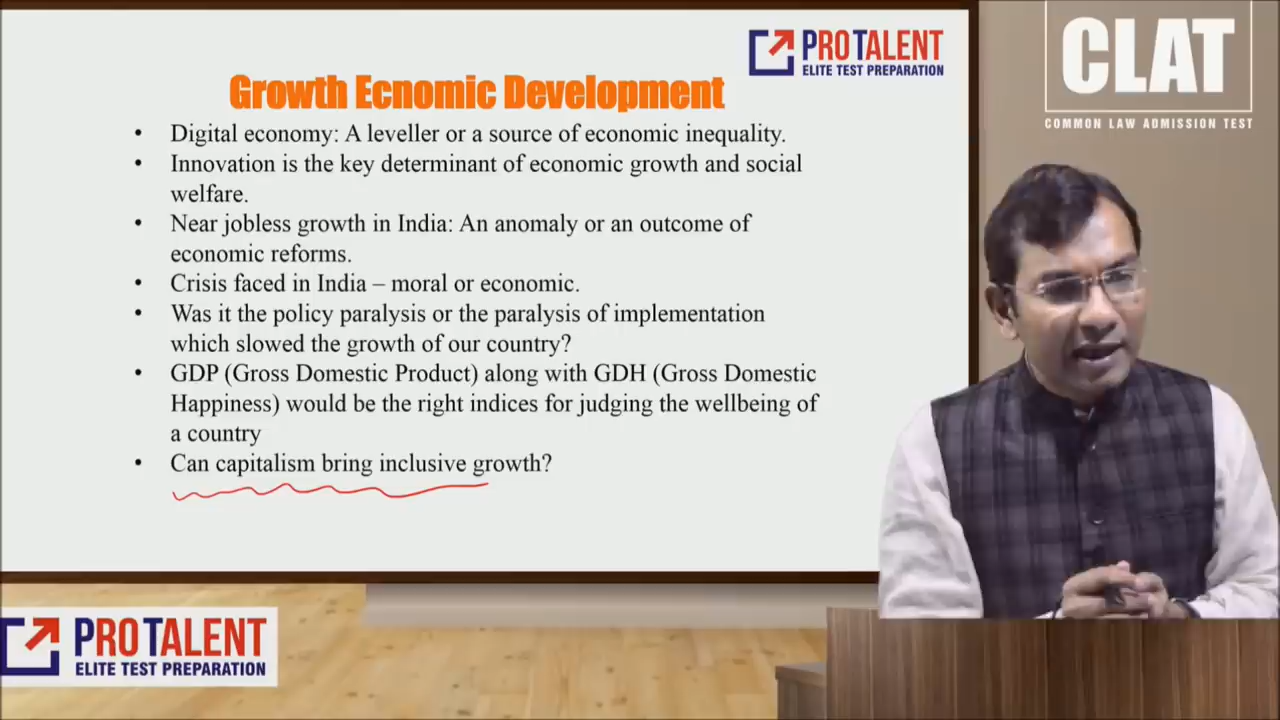 PROTALENT
ELITE TEST PREPARATION
CLAT
COMMON LAW ADMISSION TEST
Growth Ecnomic Development
• Digital economy: A leveller or a source of economic inequality.
• Innovation is the key determinant of economic growth and social
welfare.
• Near jobless growth in India: An anomaly or an outcome of
economic reforms.
• Crisis faced in India – moral or economic.
• Was it the policy paralysis or the paralysis of implementation
which slowed the growth of our country?
• GDP (Gross Domestic Product) along with GDH (Gross Domestic
Happiness) would be the right indices for judging the wellbeing of
a country
• Can capitalism bring inclusive growth?
PROTALENT
ELITE TEST PREPARATION